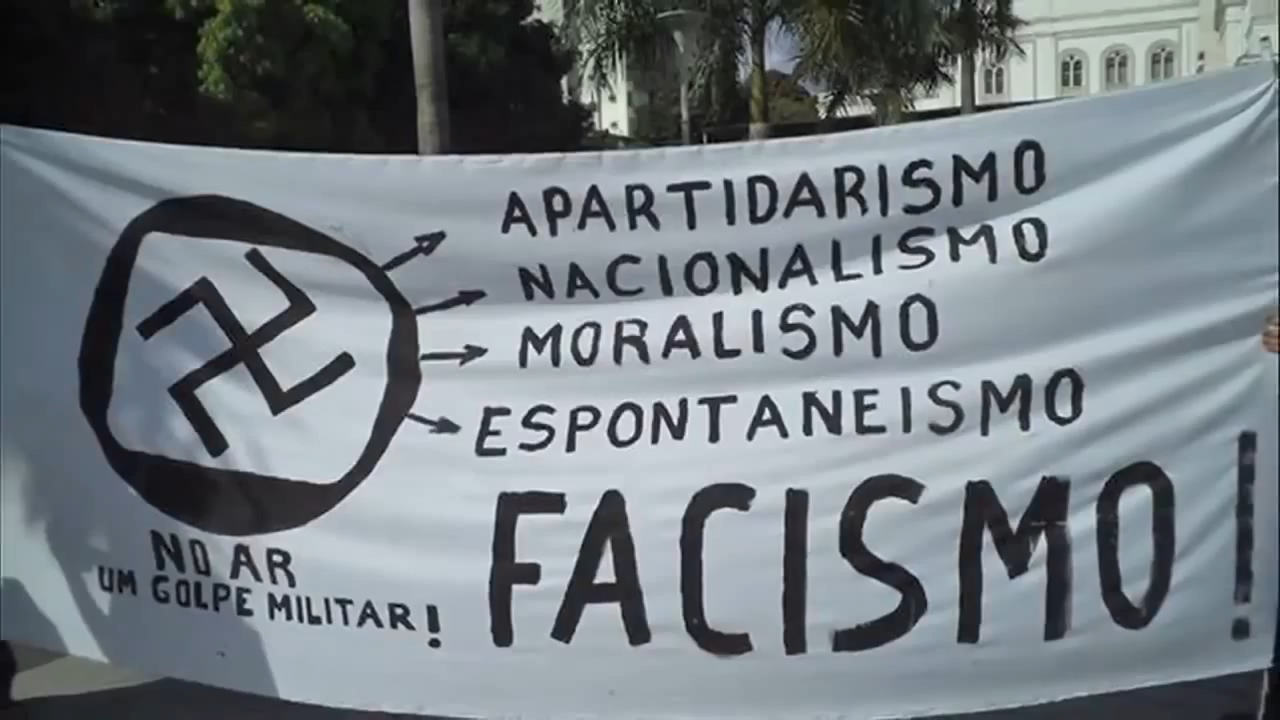 APARTIDARISMO
NACIONALISMO
MORALISMO
ESPONTANEISMO
FACISMO!
NO AR
UM GOLPE MILITAR!